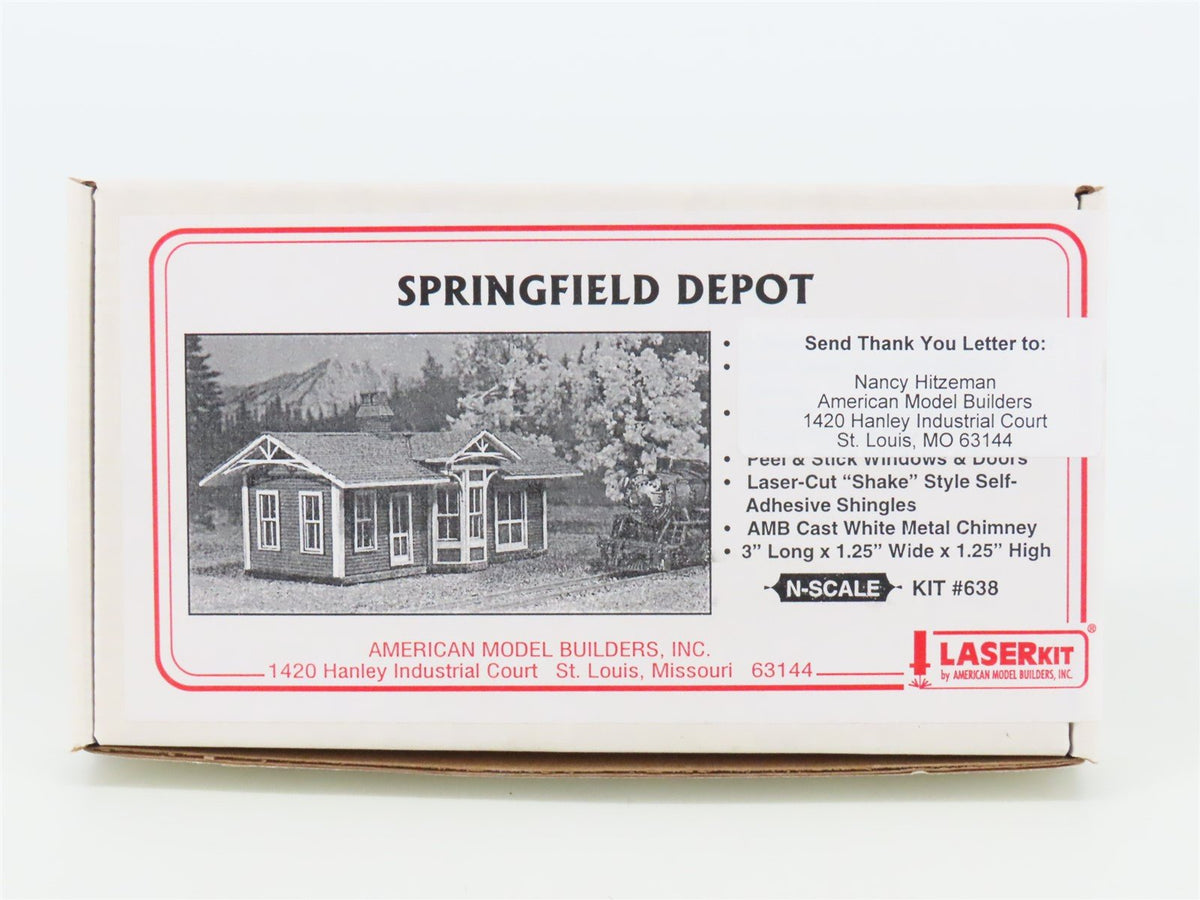 SPRINGFIELD DEPOT
Send Thank You Letter to:
Nancy Hitzeman
American Model Builders
1420 Hanley Industrial Court
St. Louis, MO 63144
• Peel & Stick Windows & Doors
• Laser-Cut “Shake” Style Self-
Adhesive Shingles
• AMB Cast White Metal Chimney
• 3” Long x 1.25” Wide x 1.25” High
N-SCALE KIT #638
AMERICAN MODEL BUILDERS, INC.
1420 Hanley Industrial Court St. Louis, Missouri 63144
LASERKIT®
by AMERICAN MODEL BUILDERS, INC.